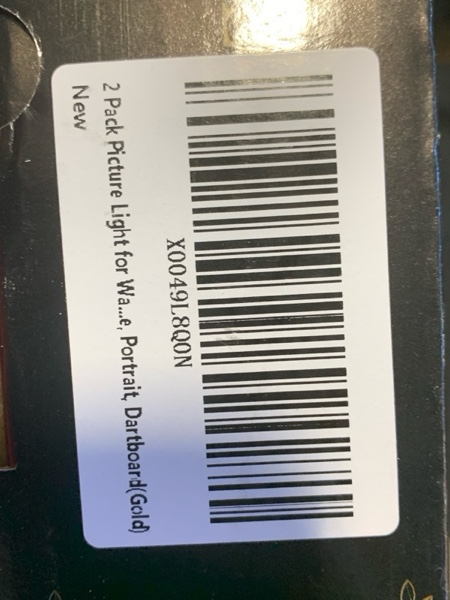 X0049L8Q0N
2 Pack Picture Light for Wa...e, Portrait, Dartboard(Gold)
New